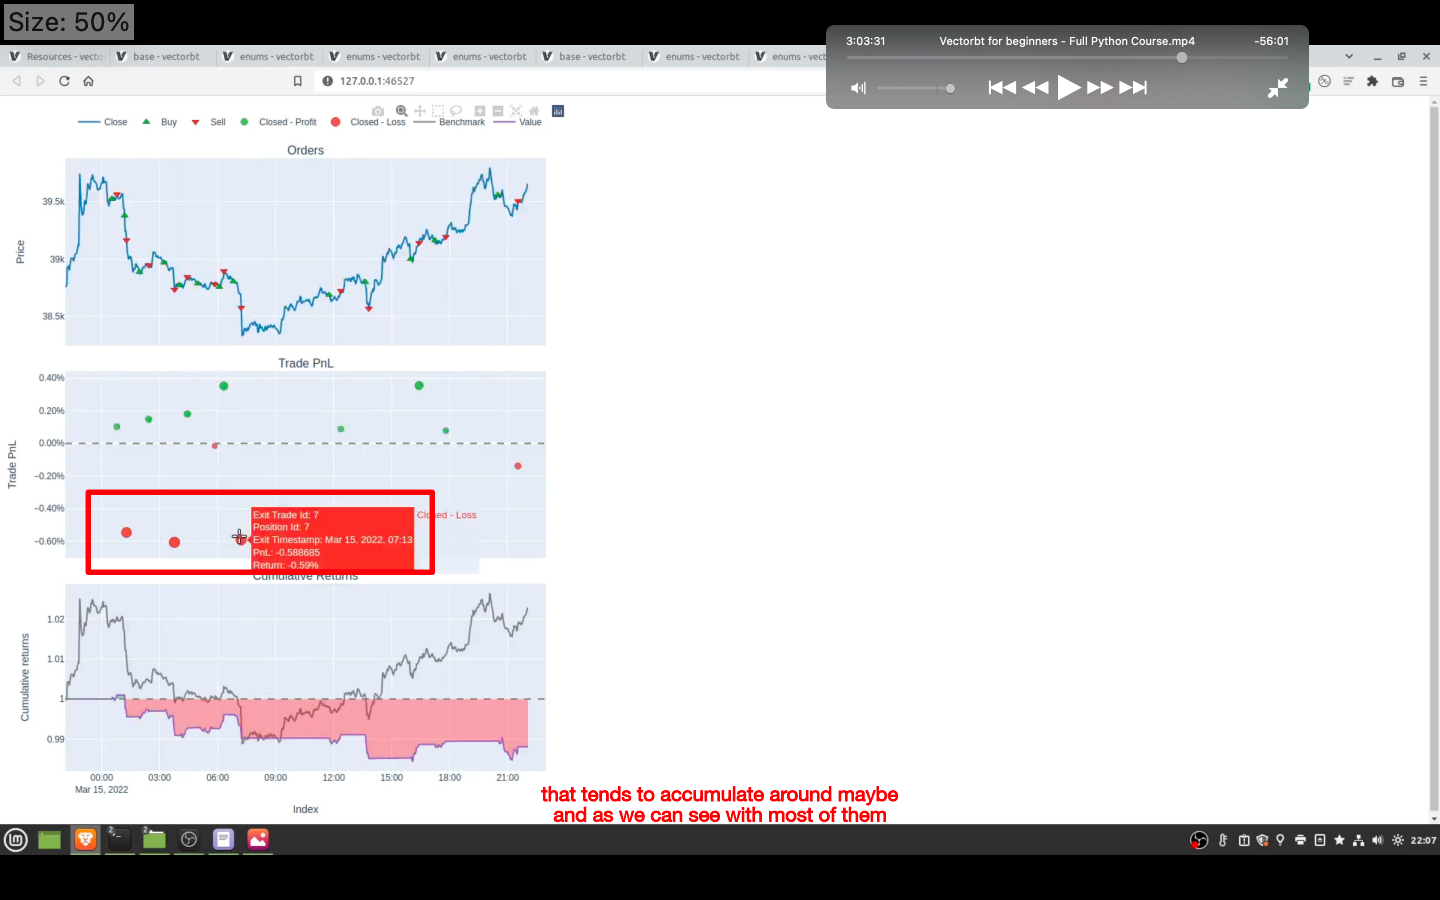 Size: 50%
3:03:31
Vectorbt for beginners - Full Python Course.mp4
-56:01
Resources - vecto
base - vectorbt
enums - vectorbt
enums - vectorbt
enums - vectorbt
base - vectorbt
enums - vectorbt
enums - vectorbt
127.0.0.1:46527
Close
Buy
Sell
Closed - Profit
Closed - Loss
Benchmark
Value
Orders
Price
39.5k
39k
38.5k
Trade PnL
Trade PnL
0.40%
0.20%
0.00%
−0.20%
−0.40%
−0.60%
Exit Trade Id: 7
Position Id: 7
Exit Timestamp: Mar 15, 2022, 07:13
PnL: -0.588685
Return: -0.59%
Closed - Loss
Cumulative Returns
Cumulative returns
1.02
1.01
1
0.99
00:00
03:00
06:00
09:00
12:00
15:00
18:00
21:00
Mar 15, 2022
Index
that tends to accumulate around maybe
and as we can see with most of them
2
2
22:07